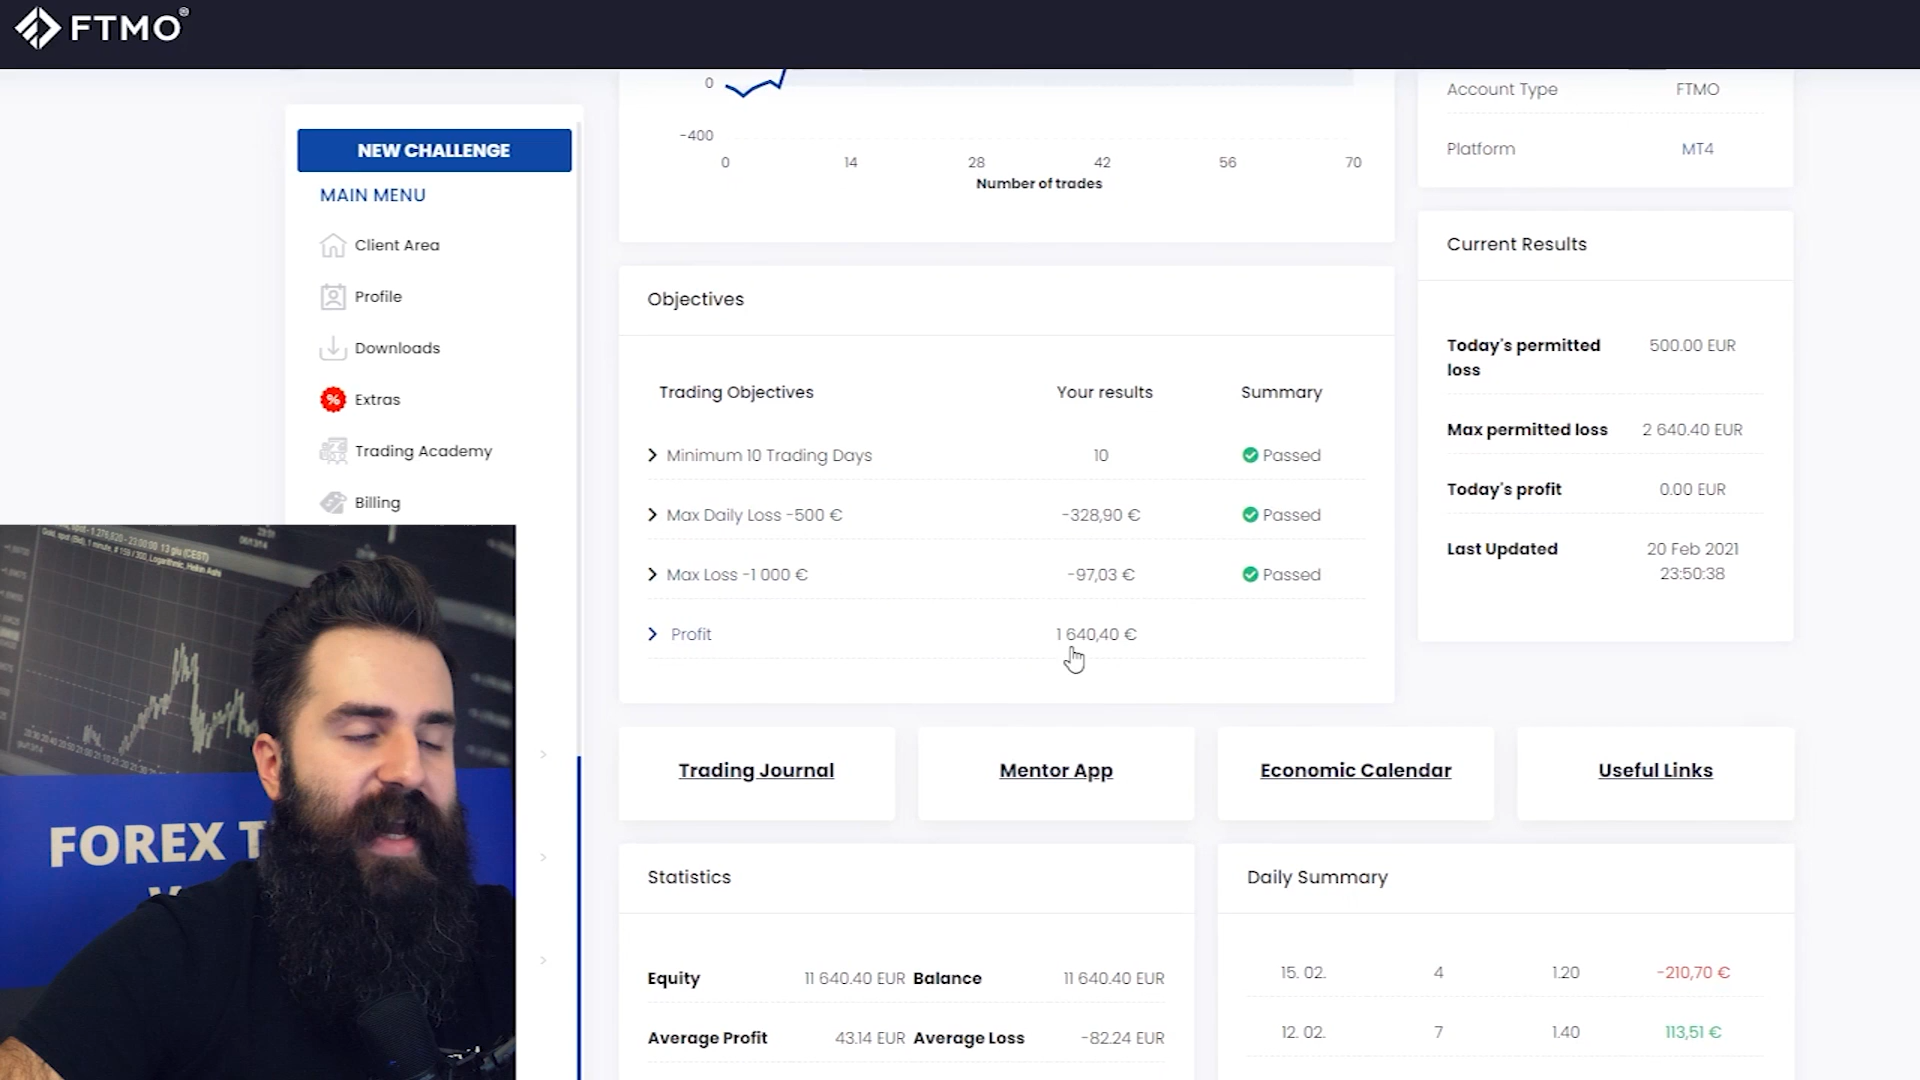 FTMO®
NEW CHALLENGE
MAIN MENU
Client Area
Profile
Downloads
% Extras
Trading Academy
Billing
0
-400
0 14 28 42 56 70
Number of trades
Account Type FTMO
Platform MT4
Objectives
Trading Objectives Your results Summary
Minimum 10 Trading Days 10 Passed
Max Daily Loss -500 € -328,90 € Passed
Max Loss -1 000 € -97,03 € Passed
Profit 1 640,40 €
Current Results
Today's permitted
loss 500.00 EUR
Max permitted loss 2 640.40 EUR
Today's profit 0.00 EUR
Last Updated 20 Feb 2021
23:50:38
Trading Journal Mentor App Economic Calendar Useful Links
Statistics
Equity 11 640.40 EUR Balance 11 640.40 EUR
Average Profit 43.14 EUR Average Loss -82.24 EUR
Daily Summary
15. 02. 4 1.20 -210,70 €
12. 02. 7 1.40 113,51 €
FOREX T